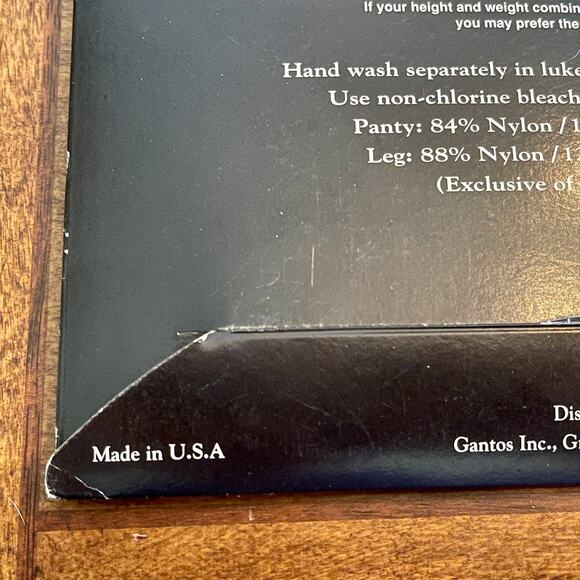 If your height and weight combin
you may prefer the
Hand wash separately in luke
Use non-chlorine bleach
Panty: 84% Nylon / 1
Leg: 88% Nylon / 1
(Exclusive of
Dis
Made in U.S.A
Gantos Inc., Gr